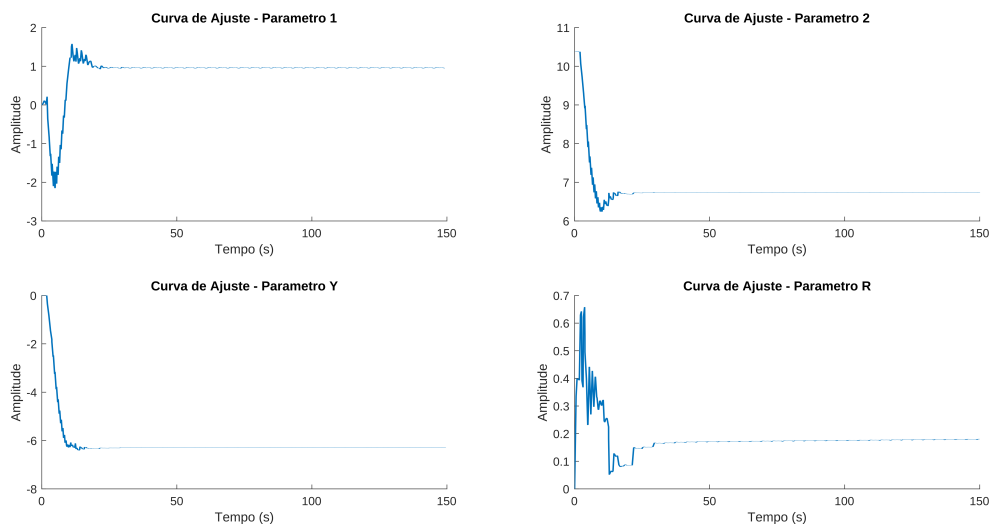 Curva de Ajuste - Parametro 1
Amplitude
2
1
0
-1
-2
-3
0 50 100 150
Tempo (s)
Curva de Ajuste - Parametro 2
Amplitude
11
10
9
8
7
6
0 50 100 150
Tempo (s)
Curva de Ajuste - Parametro Y
Amplitude
0
-2
-4
-6
-8
0 50 100 150
Tempo (s)
Curva de Ajuste - Parametro R
Amplitude
0.7
0.6
0.5
0.4
0.3
0.2
0.1
0
0 50 100 150
Tempo (s)